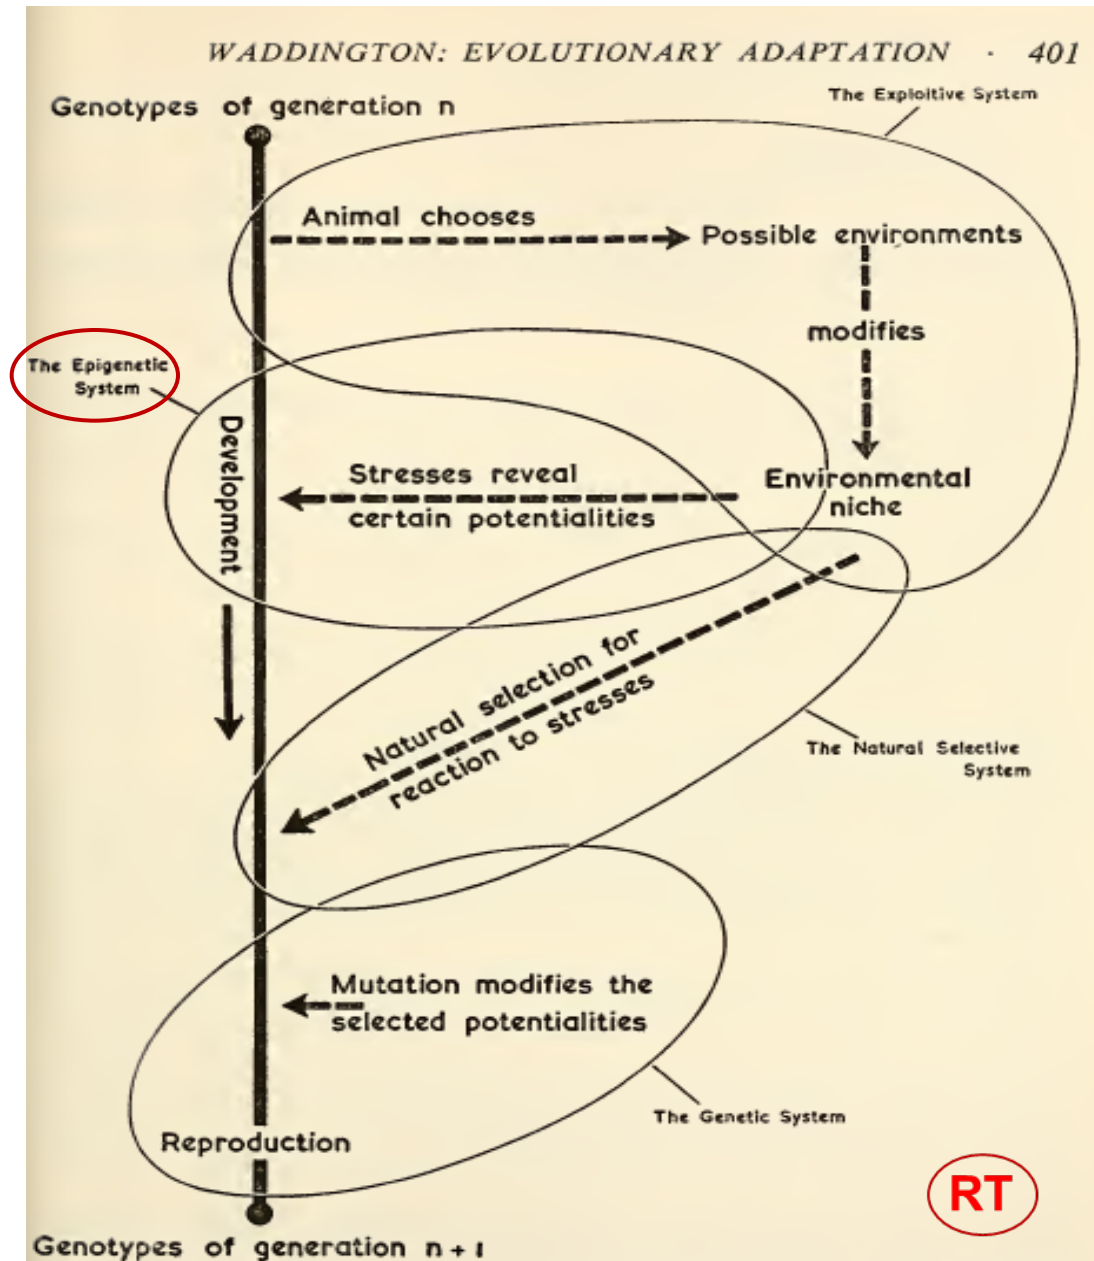 WADDINGTON: EVOLUTIONARY ADAPTATION · 401
The Exploitive System
Genotypes of generation n
Animal chooses
Possible environments
modifies
The Epigenetic
System
Development
Stresses reveal
certain potentialities
Environmental
niche
Natural selection for
reaction to stresses
The Natural Selective
System
Mutation modifies the
selected potentialities
The Genetic System
Reproduction
RT
Genotypes of generation n + 1